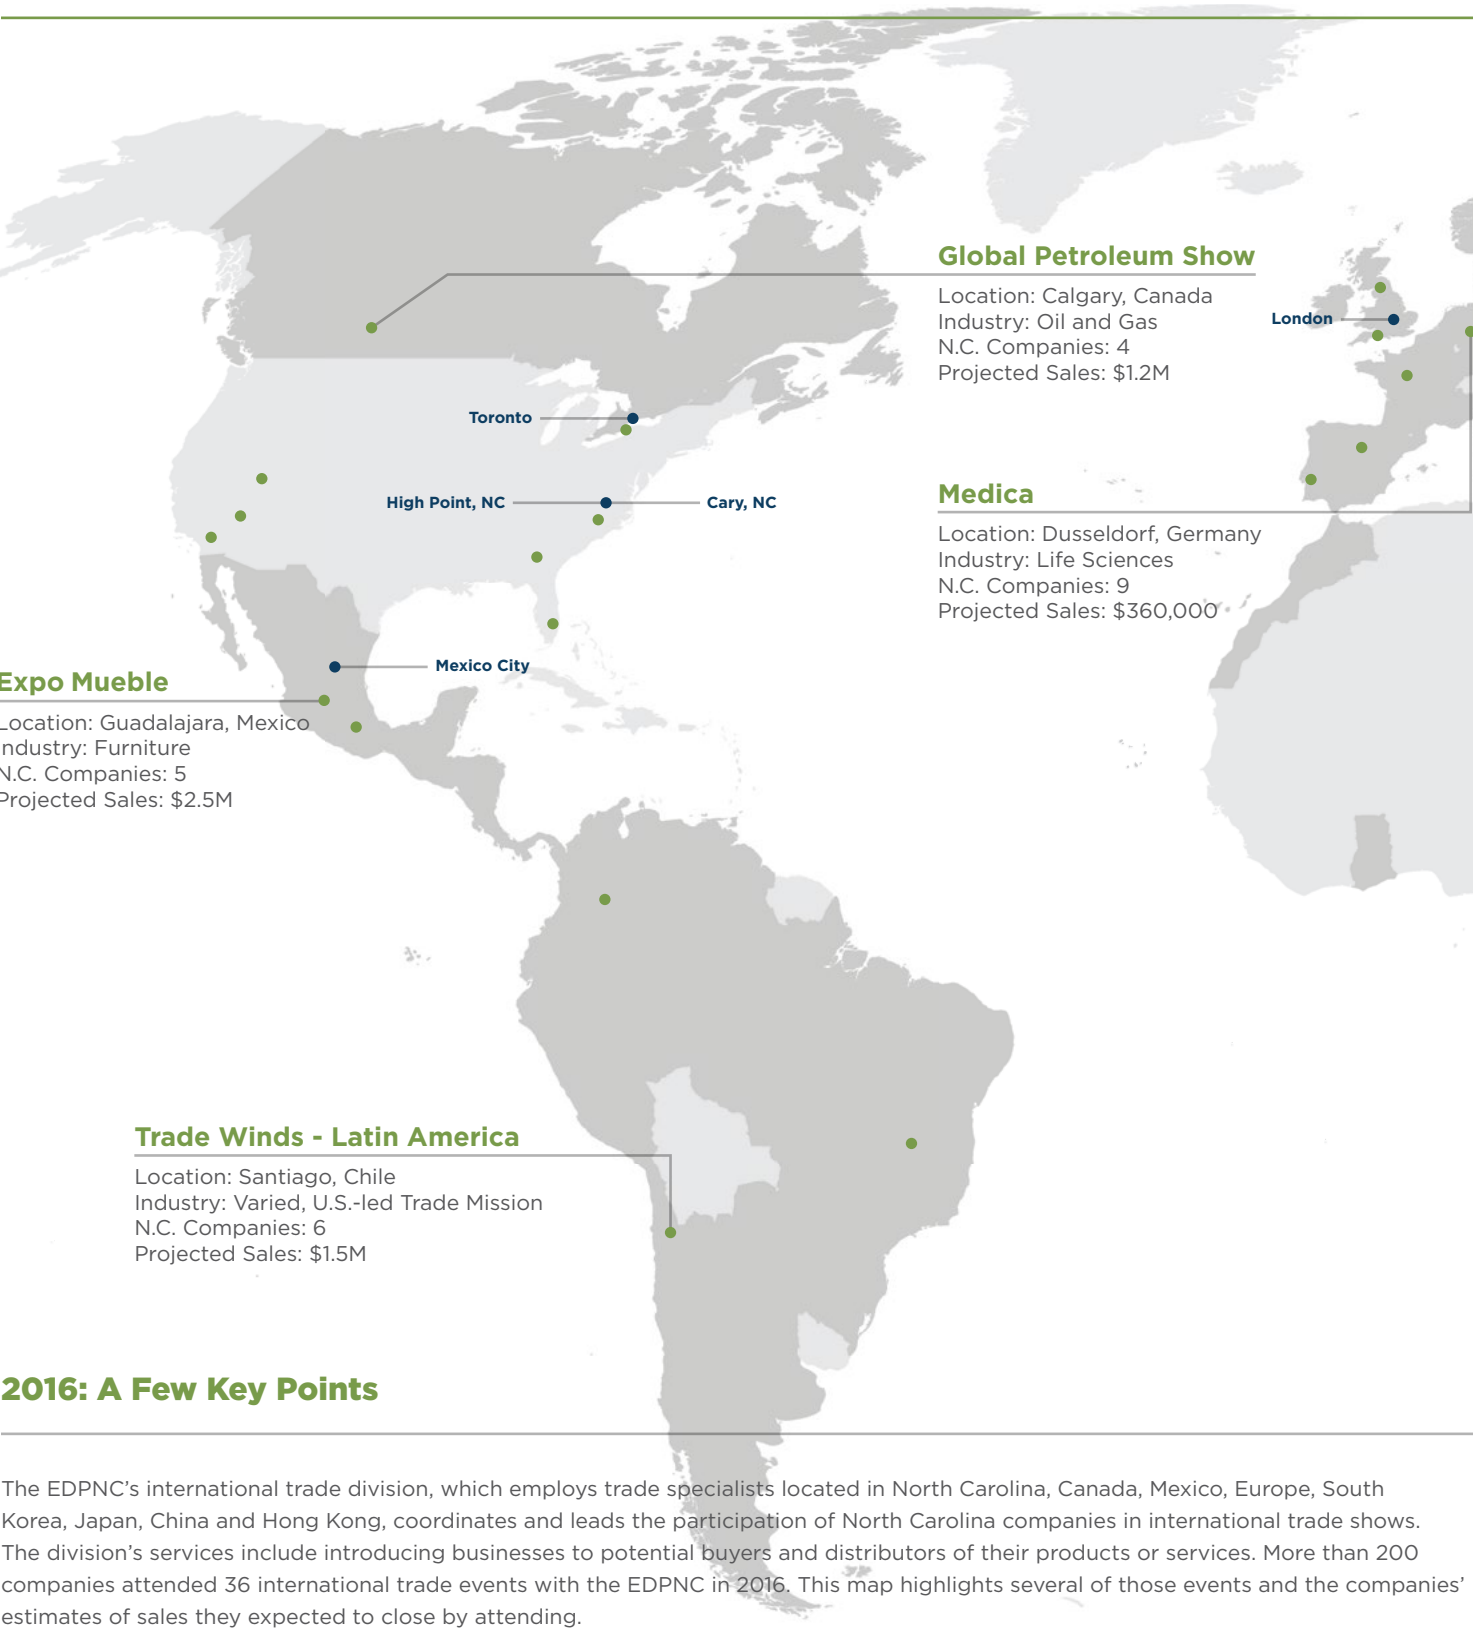 Global Petroleum Show
Location: Calgary, Canada
Industry: Oil and Gas
N.C. Companies: 4
Projected Sales: $1.2M
London
Toronto
High Point, NC
Cary, NC
Medica
Location: Dusseldorf, Germany
Industry: Life Sciences
N.C. Companies: 9
Projected Sales: $360,000
Mexico City
Expo Mueble
Location: Guadalajara, Mexico
Industry: Furniture
N.C. Companies: 5
Projected Sales: $2.5M
Trade Winds - Latin America
Location: Santiago, Chile
Industry: Varied, U.S.-led Trade Mission
N.C. Companies: 6
Projected Sales: $1.5M
2016: A Few Key Points
The EDPNC’s international trade division, which employs trade specialists located in North Carolina, Canada, Mexico, Europe, South
Korea, Japan, China and Hong Kong, coordinates and leads the participation of North Carolina companies in international trade shows.
The division’s services include introducing businesses to potential buyers and distributors of their products or services. More than 200
companies attended 36 international trade events with the EDPNC in 2016. This map highlights several of those events and the companies’
estimates of sales they expected to close by attending.